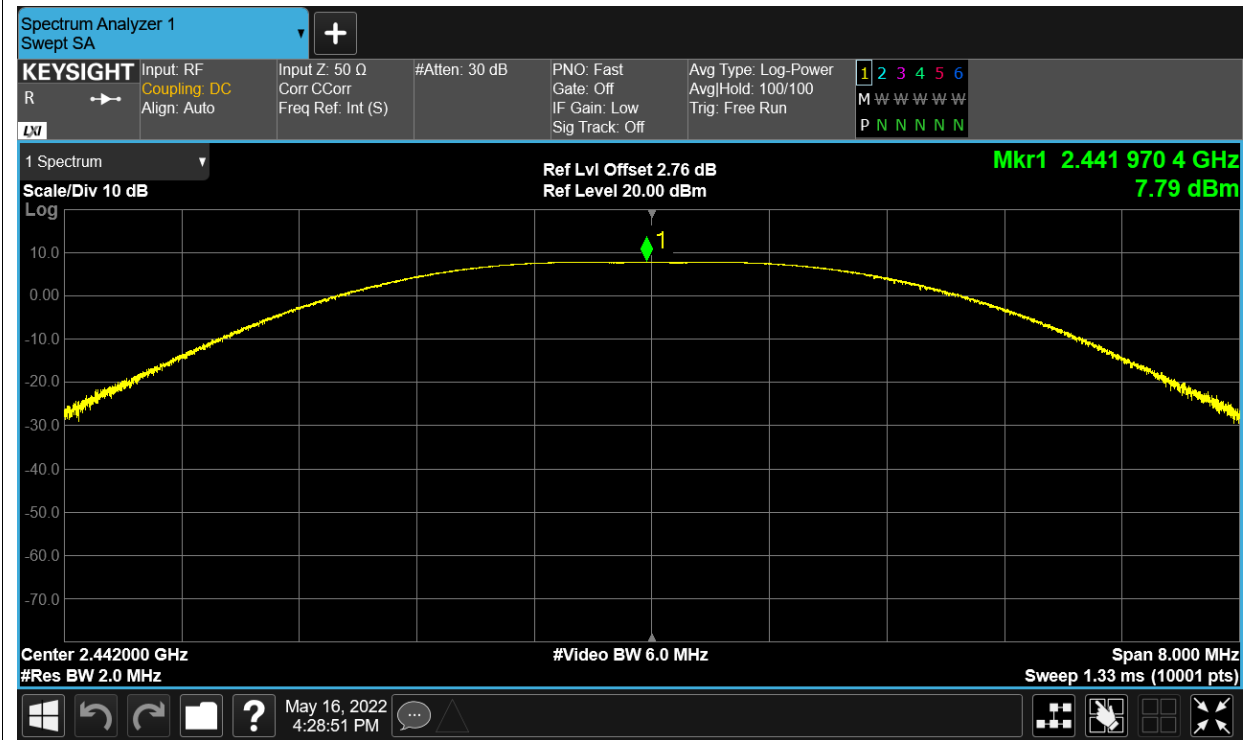 Spectrum Analyzer 1
Swept SA
KEYSIGHT
R
LXI
Input: RF
Coupling: DC
Align: Auto
Input Z: 50 Ω
Corr CCorr
Freq Ref: Int (S)
#Atten: 30 dB
PNO: Fast
Gate: Off
IF Gain: Low
Sig Track: Off
Avg Type: Log-Power
Avg|Hold: 100/100
Trig: Free Run
1 2 3 4 5 6
M W W W W W
P N N N N N
1 Spectrum
Scale/Div 10 dB
Ref Lvl Offset 2.76 dB
Ref Level 20.00 dBm
Mkr1 2.441 970 4 GHz
7.79 dBm
Log
1
10.0
0.00
-10.0
-20.0
-30.0
-40.0
-50.0
-60.0
-70.0
Center 2.442000 GHz
#Res BW 2.0 MHz
#Video BW 6.0 MHz
Span 8.000 MHz
Sweep 1.33 ms (10001 pts)
?
May 16, 2022
4:28:51 PM